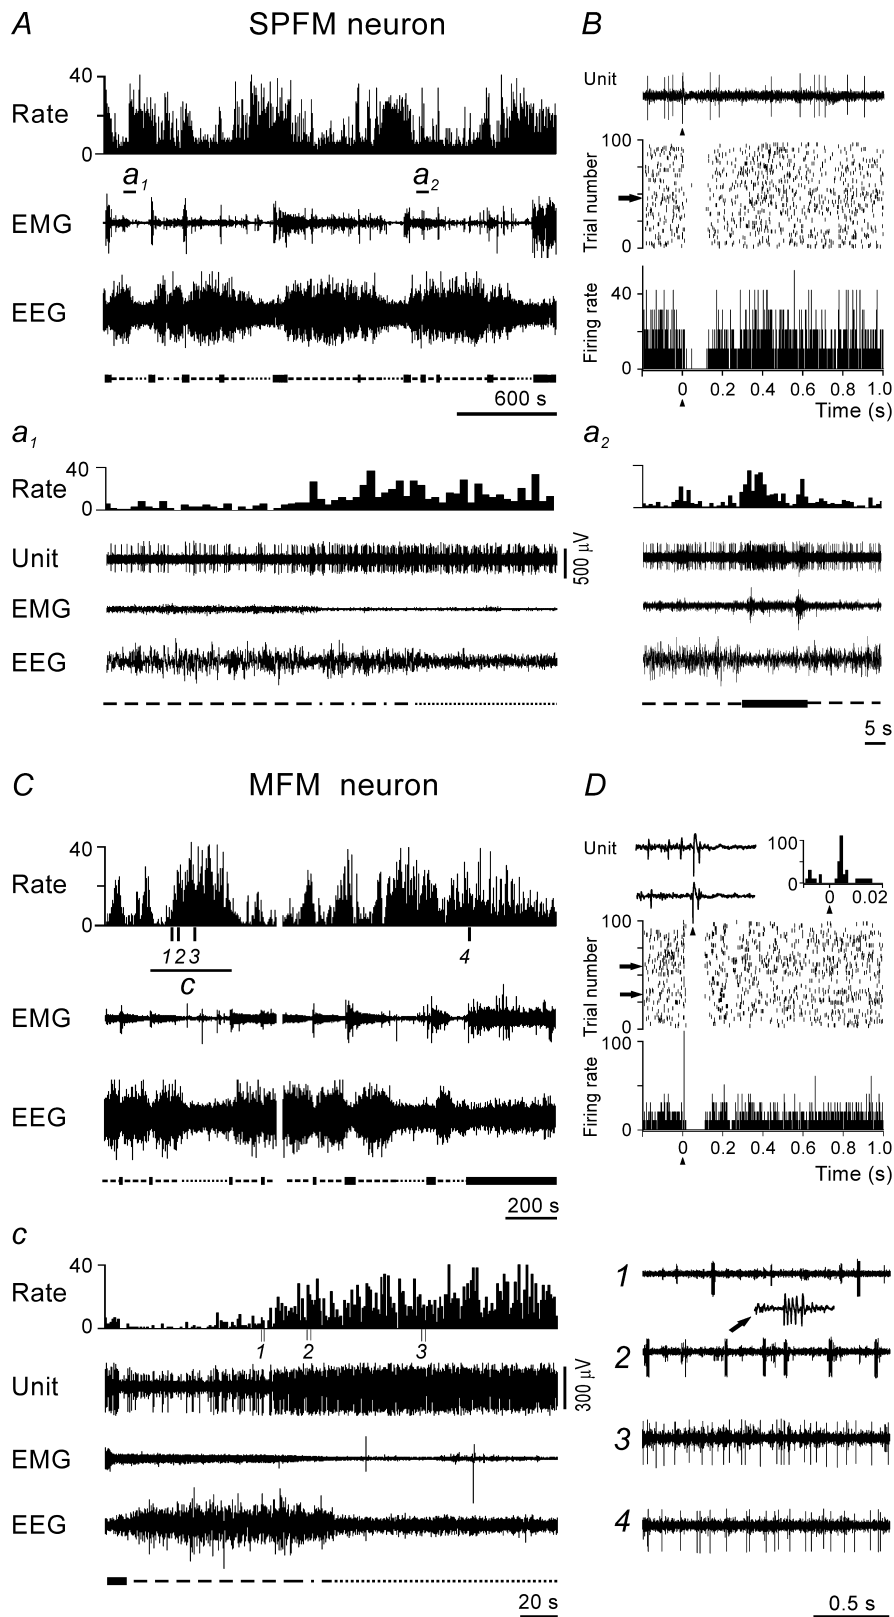 A SPFM neuron
40
Rate
0
a1 a2
EMG
EEG
600 s
B
Unit
100
Trial number
0
40
Firing rate
0
0 0.2 0.4 0.6 0.8 1.0
Time (s)
a1
40
Rate
0
Unit
500 µV
EMG
EEG
a2
5 s
C MFM neuron
40
Rate
0
1 2 3 4
c
EMG
EEG
200 s
D
Unit
100
0
0 0.02
100
Trial number
0
100
Firing rate
0
0 0.2 0.4 0.6 0.8 1.0
Time (s)
c
40
Rate
0
1 2 3
Unit
300 µV
EMG
EEG
20 s
1
2
3
4
0.5 s